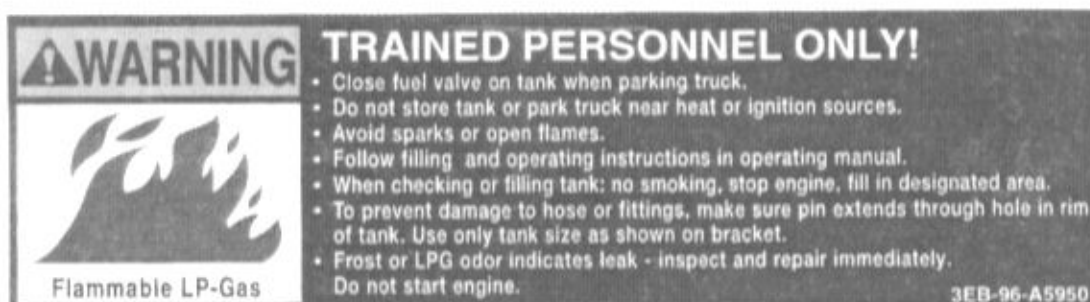 WARNING
Flammable LP-Gas
TRAINED PERSONNEL ONLY!
• Close fuel valve on tank when parking truck.
• Do not store tank or park truck near heat or ignition sources.
• Avoid sparks or open flames.
• Follow filling and operating instructions in operating manual.
• When checking or filling tank: no smoking, stop engine, fill in designated area.
• To prevent damage to hose or fittings, make sure pin extends through hole in rim
of tank. Use only tank size as shown on bracket.
• Frost or LPG odor indicates leak - inspect and repair immediately.
Do not start engine.
3EB-96-A5950